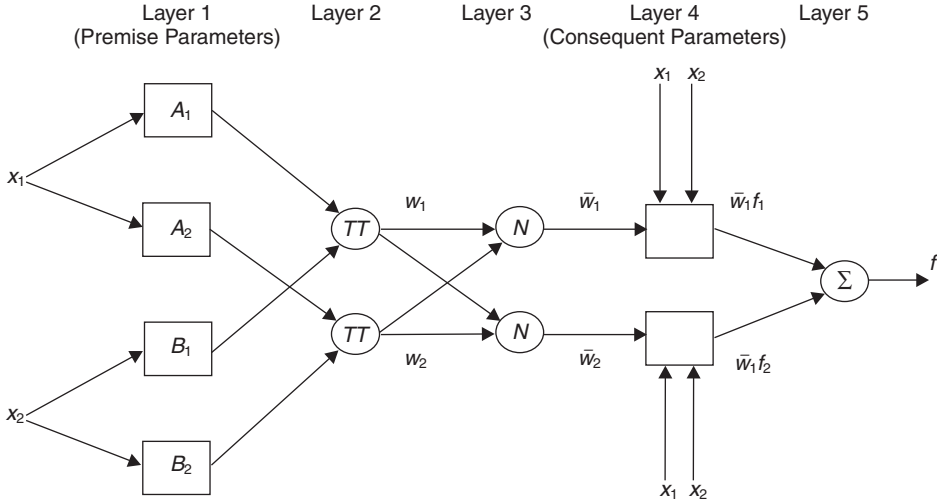 Layer 1 Layer 2 Layer 3 Layer 4 Layer 5
(Premise Parameters) (Consequent Parameters)
x₁ x₂
A₁
x₁
A₂
TT w₁ N w̄₁ w̄₁f₁
Σ f
B₁ TT w₂ N w̄₂ w̄₁f₂
x₂
B₂
x₁ x₂